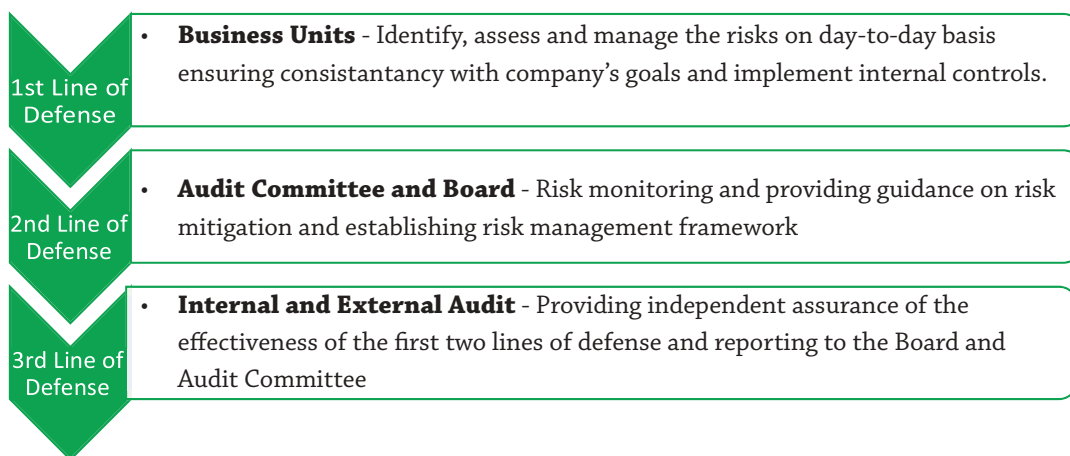 1st Line of
Defense
• Business Units - Identify, assess and manage the risks on day-to-day basis
ensuring consistantancy with company’s goals and implement internal controls.
2nd Line of
Defense
• Audit Committee and Board - Risk monitoring and providing guidance on risk
mitigation and establishing risk management framework
3rd Line of
Defense
• Internal and External Audit - Providing independent assurance of the
effectiveness of the first two lines of defense and reporting to the Board and
Audit Committee